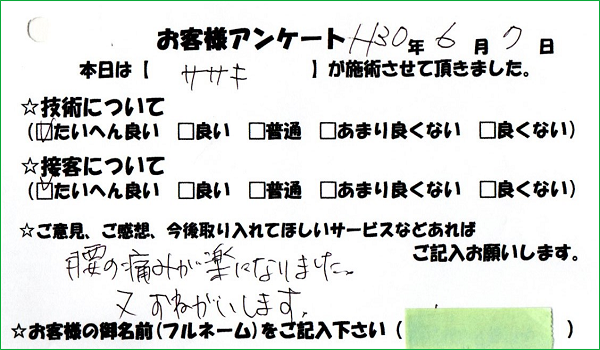 お客様アンケート H30年 6月 7日
本日は【 ササキ 】が施術させて頂きました。
☆技術について
(☑たいへん良い □良い □普通 □あまり良くない □良くない)
☆接客について
(☑たいへん良い □良い □普通 □あまり良くない □良くない)
☆ご意見、ご感想、今後取り入れてほしいサービスなどあれば
ご記入お願いします。
腰の痛みが楽になりました。
又おねがいします。
☆お客様の御名前(フルネーム)をご記入下さい( )